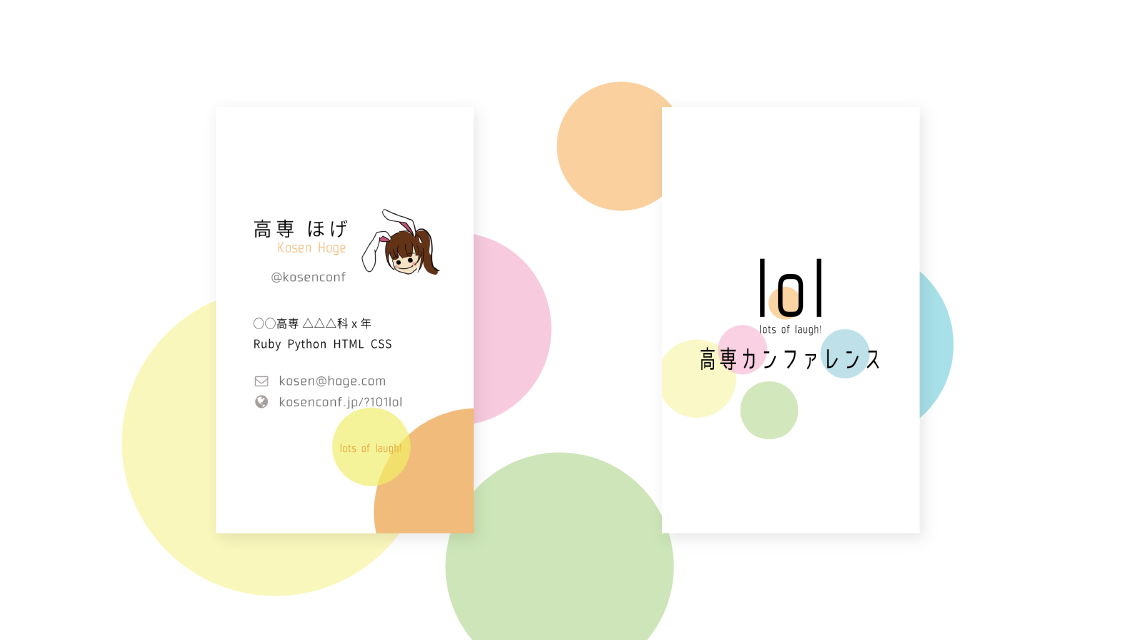 高専 ほげ
Kosen Hoge
@kosenconf
○○高専 △△△科 x 年
Ruby Python HTML CSS
kosen@hoge.com
kosenconf.jp/?101lol
lots of laugh!
lol
lots of laugh!
高専カンファレンス